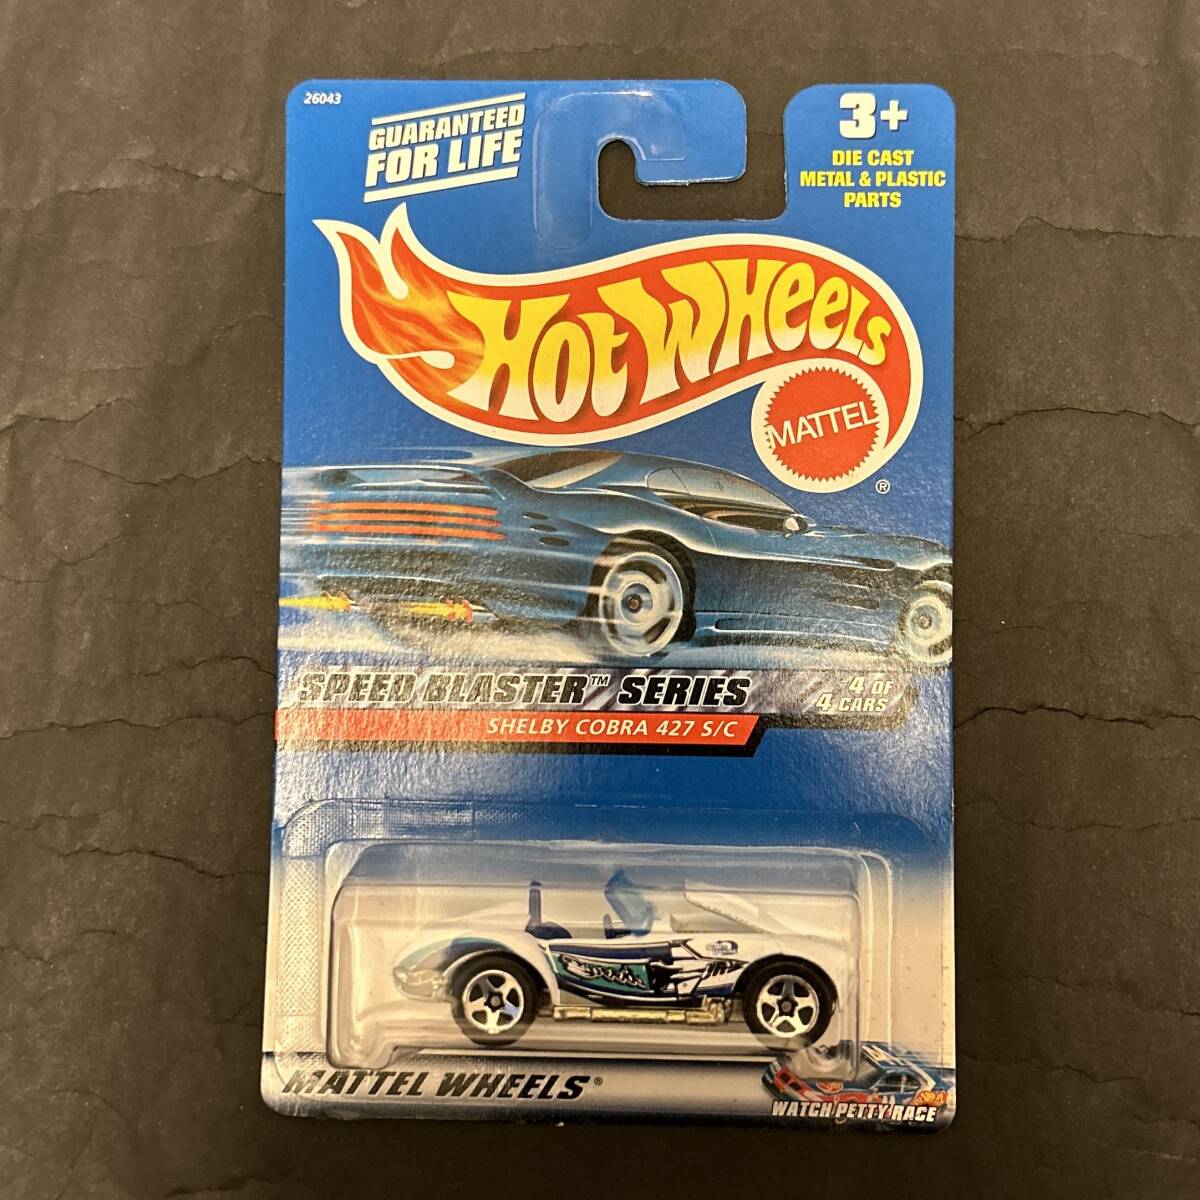 26043
GUARANTEED
FOR LIFE
3+
DIE CAST
METAL & PLASTIC
PARTS
HOT WHEELS
MATTEL
®
SPEED BLASTER™ SERIES
4 OF
4 CARS
SHELBY COBRA 427 S/C
MATTEL WHEELS®
WATCH PETTY RACE